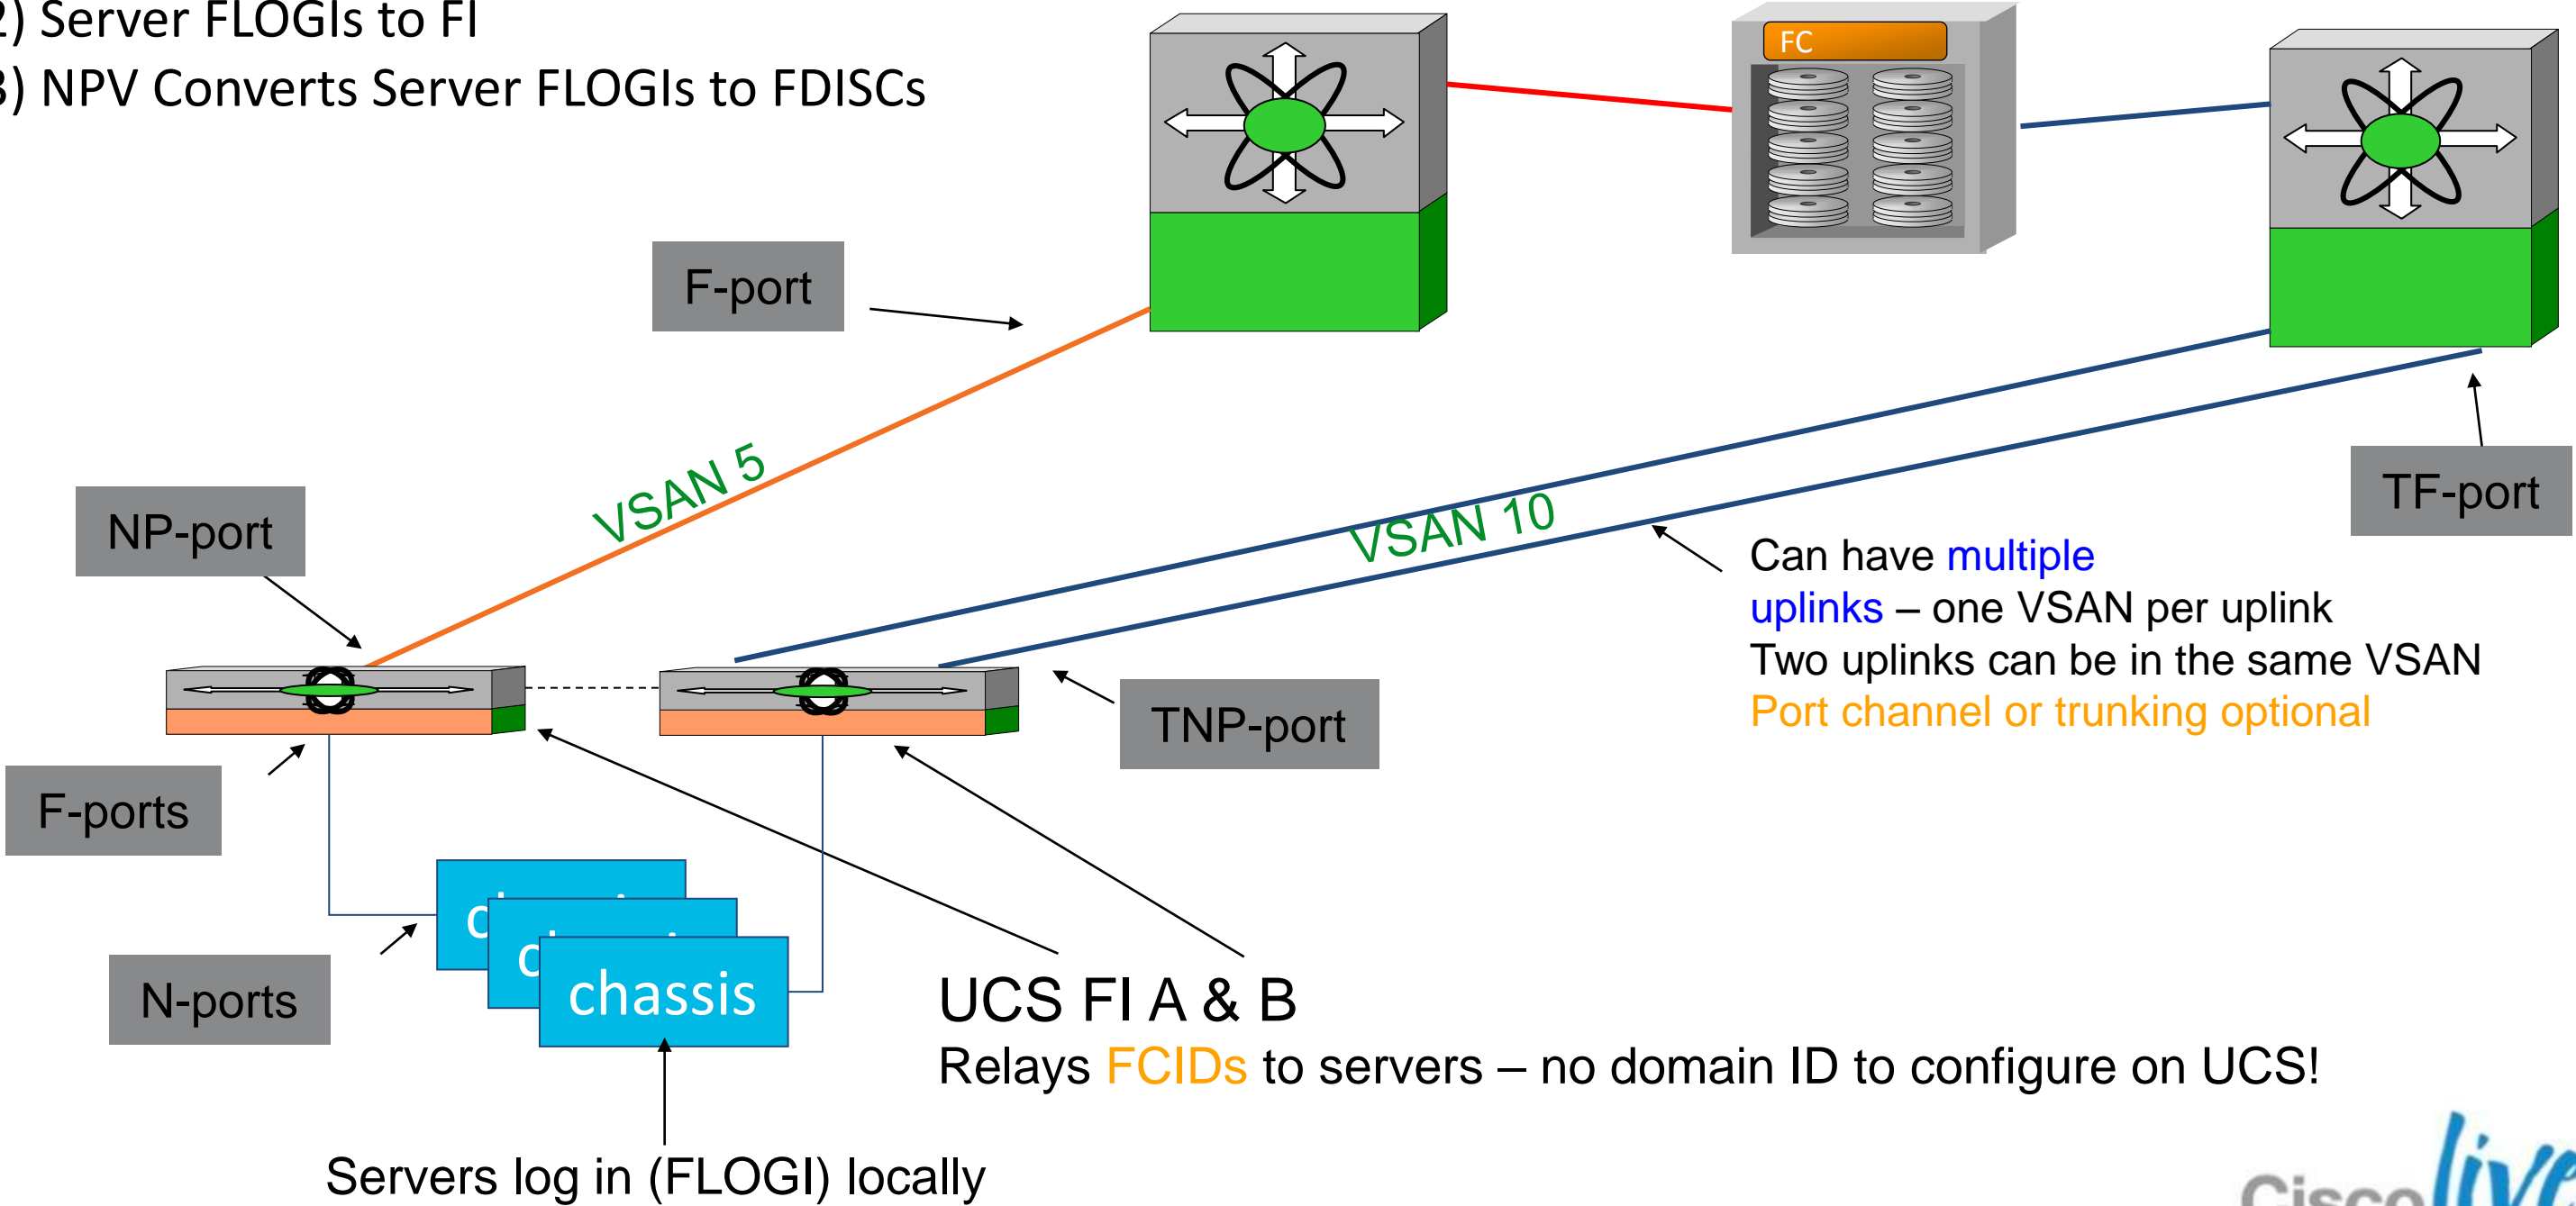 2) Server FLOGIs to FI
3) NPV Converts Server FLOGIs to FDISCs
FC
F-port
VSAN 5
NP-port
VSAN 10
TF-port
Can have multiple
uplinks – one VSAN per uplink
Two uplinks can be in the same VSAN
Port channel or trunking optional
TNP-port
F-ports
N-ports
chassis
UCS FI A & B
Relays FCIDs to servers – no domain ID to configure on UCS!
Servers log in (FLOGI) locally
Cisco live